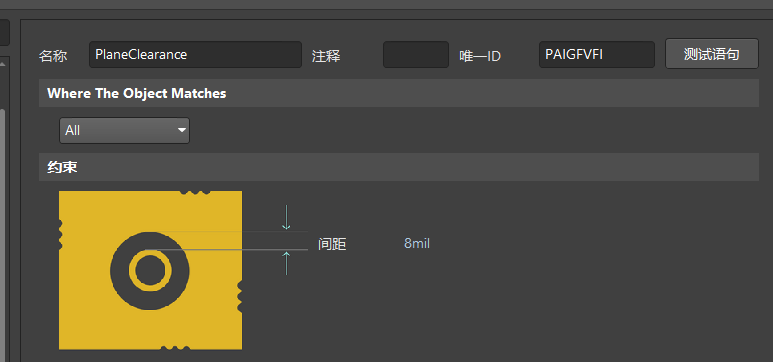 名称 PlaneClearance 注释 唯一ID PAIGFVFI 测试语句
Where The Object Matches
All
约束
间距 8mil